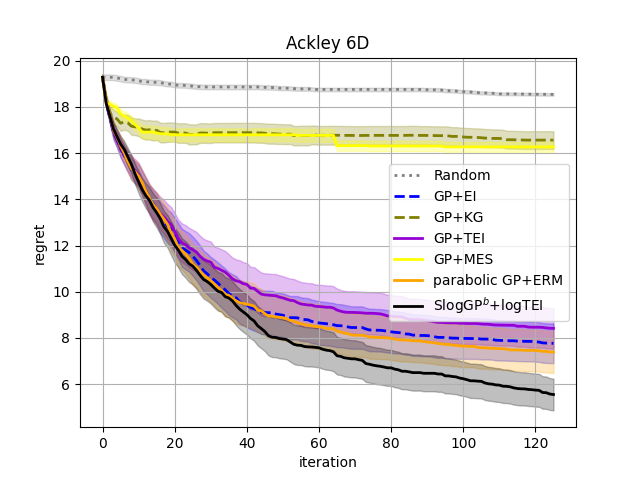 Ackley 6D
20
18
16
14
12
10
8
6
regret
0 20 40 60 80 100 120
iteration
Random
GP+EI
GP+KG
GP+TEI
GP+MES
parabolic GP+ERM
SlogGP^b+logTEI